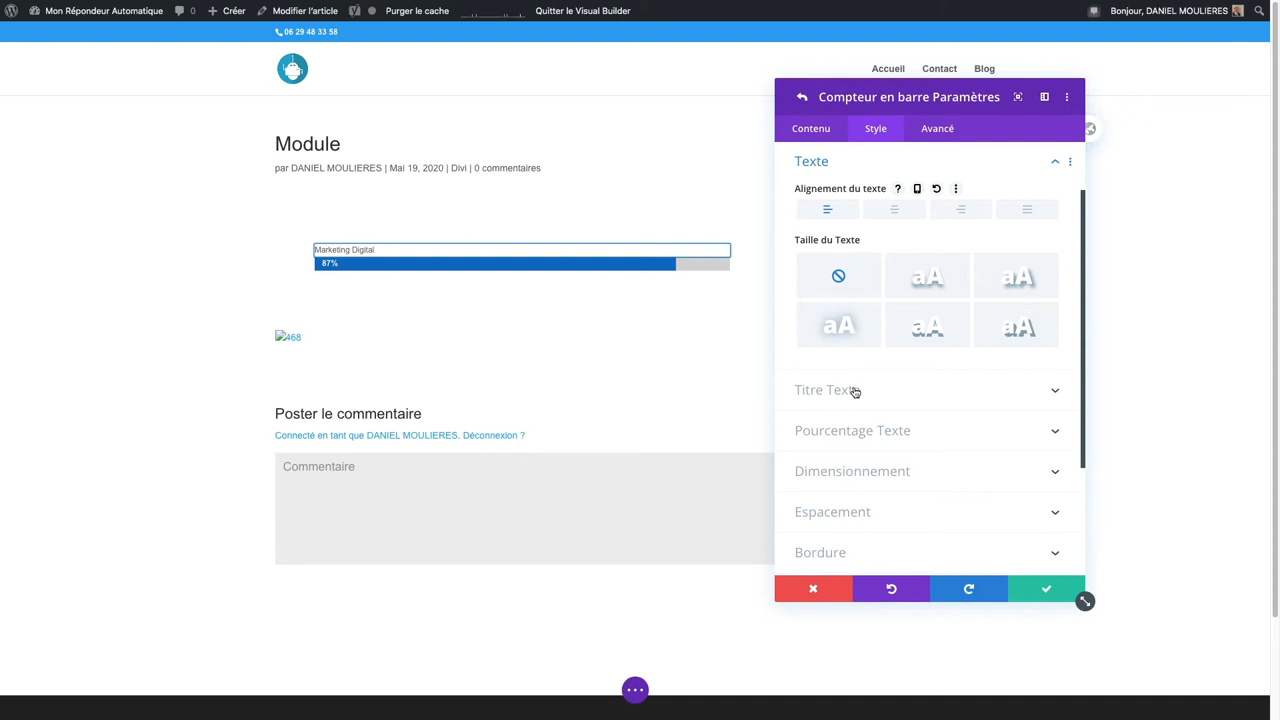 Mon Répondeur Automatique 0 Créer Modifier l'article Purger le cache Quitter le Visual Builder Bonjour, DANIEL MOULIERES
06 29 48 33 58
Accueil Contact Blog
Compteur en barre Paramètres
Contenu Style Avancé
Module
par DANIEL MOULIERES | Mai 19, 2020 | Divi | 0 commentaires
Texte
Alignement du texte ?
Taille du Texte
Marketing Digital
87%
aA aA
aA aA aA
468
Titre Texte
Poster le commentaire
Connecté en tant que DANIEL MOULIERES. Déconnexion ?
Pourcentage Texte
Commentaire
Dimensionnement
Espacement
Bordure